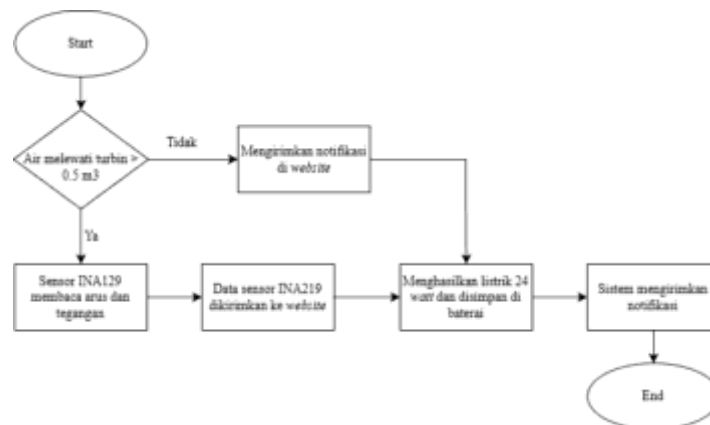 Start
Air melewati turbin >
0.5 m3
Tidak
Mengirimkan notifikasi
di website
Ya
Sensor INA129
membaca arus dan
tegangan
Data sensor INA219
dikirimkan ke website
Menghasilkan listrik 24
watt dan disimpan di
baterai
Sistem mengirimkan
notifikasi
End